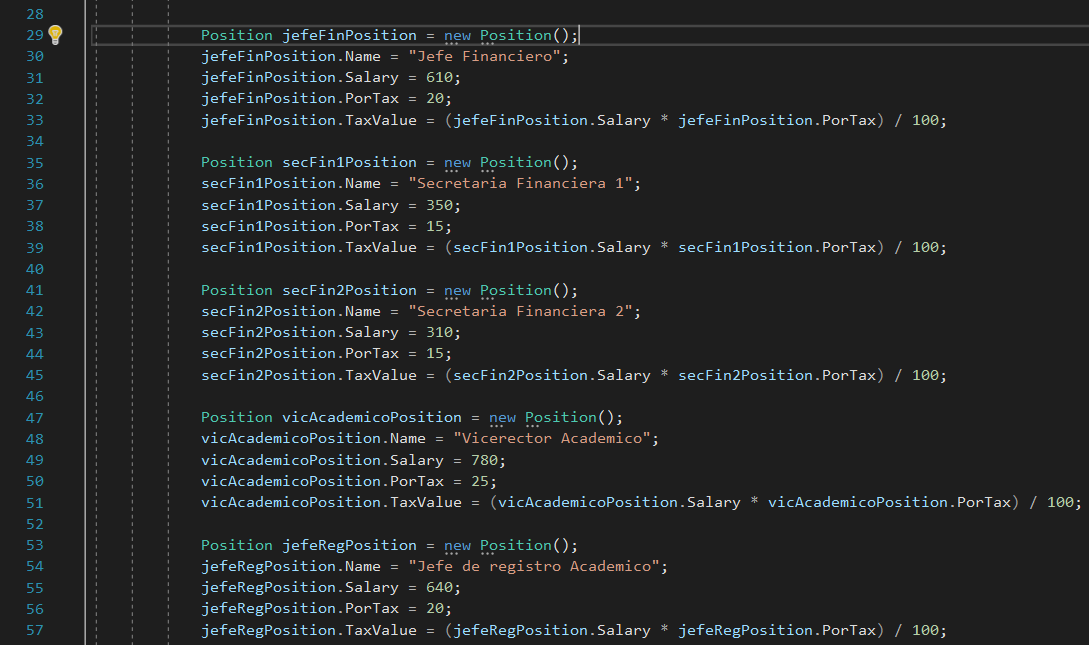 28
29 Position jefeFinPosition = new Position();
30 jefeFinPosition.Name = "Jefe Financiero";
31 jefeFinPosition.Salary = 610;
32 jefeFinPosition.PorTax = 20;
33 jefeFinPosition.TaxValue = (jefeFinPosition.Salary * jefeFinPosition.PorTax) / 100;
34
35 Position secFin1Position = new Position();
36 secFin1Position.Name = "Secretaria Financiera 1";
37 secFin1Position.Salary = 350;
38 secFin1Position.PorTax = 15;
39 secFin1Position.TaxValue = (secFin1Position.Salary * secFin1Position.PorTax) / 100;
40
41 Position secFin2Position = new Position();
42 secFin2Position.Name = "Secretaria Financiera 2";
43 secFin2Position.Salary = 310;
44 secFin2Position.PorTax = 15;
45 secFin2Position.TaxValue = (secFin2Position.Salary * secFin2Position.PorTax) / 100;
46
47 Position vicAcademicoPosition = new Position();
48 vicAcademicoPosition.Name = "Vicerector Academico";
49 vicAcademicoPosition.Salary = 780;
50 vicAcademicoPosition.PorTax = 25;
51 vicAcademicoPosition.TaxValue = (vicAcademicoPosition.Salary * vicAcademicoPosition.PorTax) / 100;
52
53 Position jefeRegPosition = new Position();
54 jefeRegPosition.Name = "Jefe de registro Academico";
55 jefeRegPosition.Salary = 640;
56 jefeRegPosition.PorTax = 20;
57 jefeRegPosition.TaxValue = (jefeRegPosition.Salary * jefeRegPosition.PorTax) / 100;